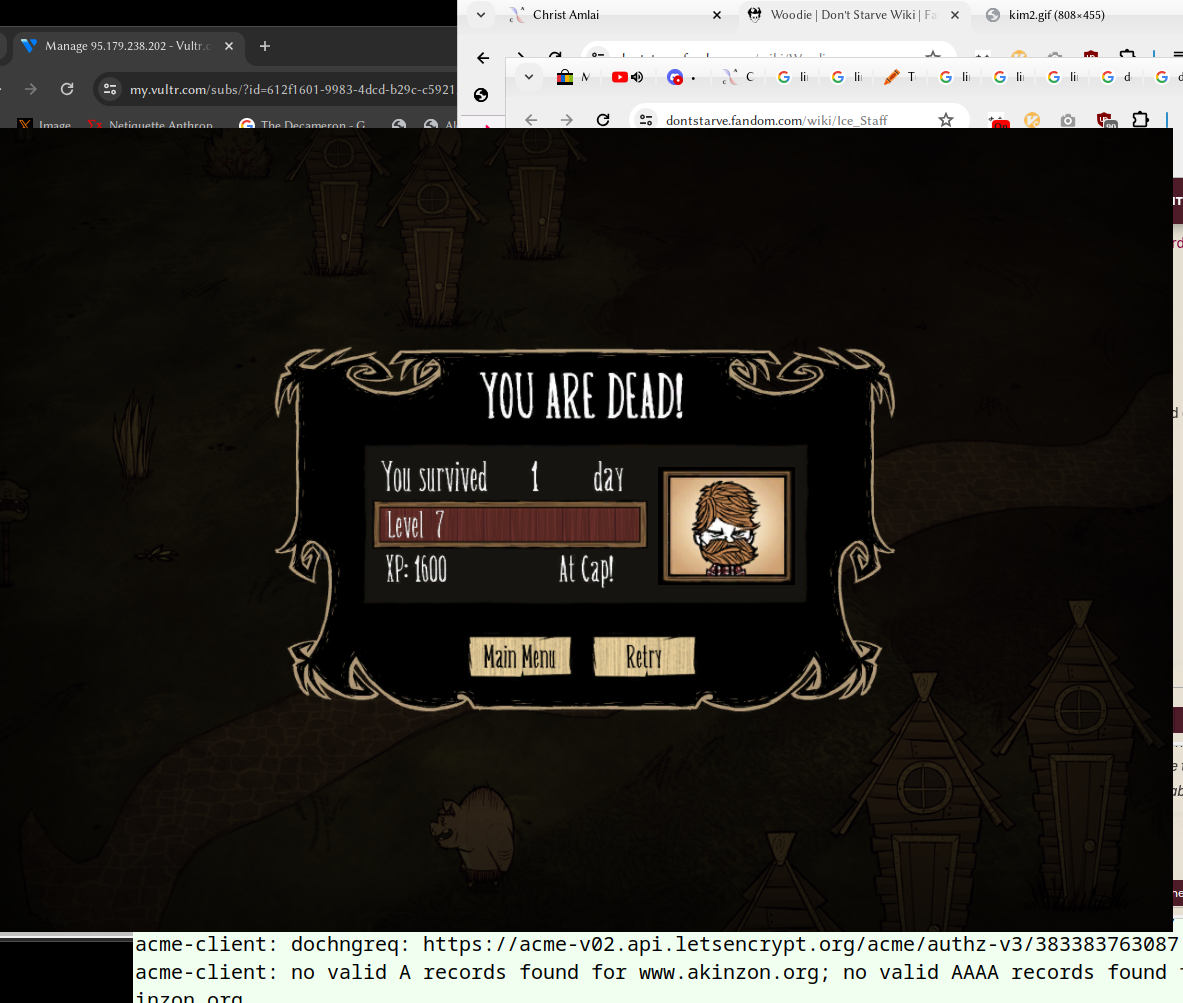 Christ Amlai
Woodie | Don't Starve Wiki | Fa
kim2.gif (808×455)
Manage 95.179.238.202 - Vultr.c
my.vultr.com/subs/?id=612f1601-9983-4dcd-b29c-c5921
Image
Netiquette Anthrop
The Decameron - G
dontstarve.fandom.com/wiki/Ice_Staff
YOU ARE DEAD!
You survived 1 day
Level 7
XP: 1600 At Cap!
Main Menu Retry
acme-client: dochngreq: https://acme-v02.api.letsencrypt.org/acme/authz-v3/383383763087
acme-client: no valid A records found for www.akinzon.org; no valid AAAA records found f
inzon.org